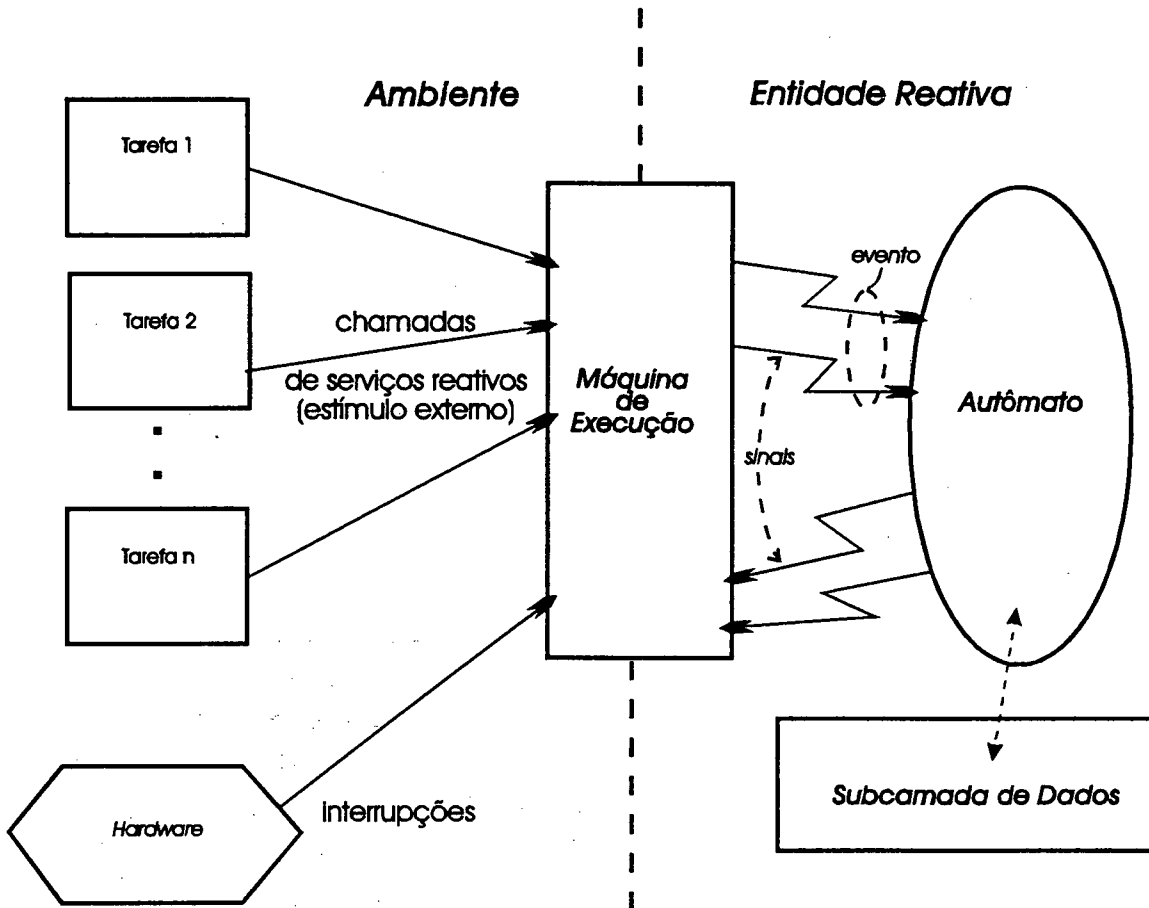 Ambiente
Entidade Reativa
Tarefa 1
Tarefa 2
chamadas
de serviços reativos
(estímulo externo)
Tarefa n
Hardware
interrupções
Máquina
de
Execução
evento
sinais
Autômato
Subcamada de Dados